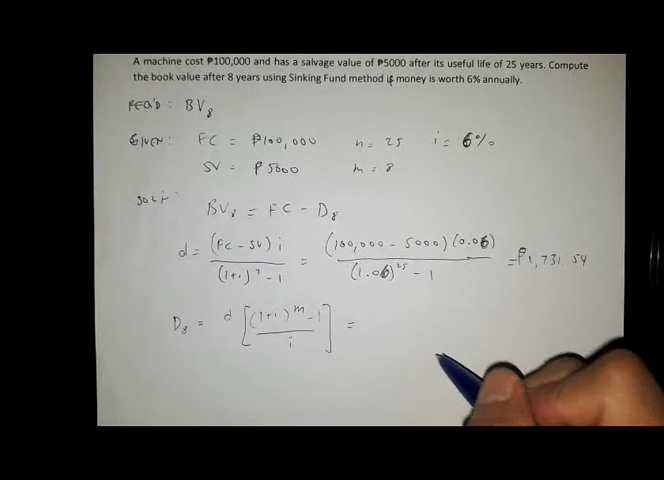 A machine cost ₱100,000 and has a salvage value of ₱5000 after its useful life of 25 years. Compute
the book value after 8 years using Sinking Fund method if money is worth 6% annually.
REQ'D : BV₈
GIVEN : FC = ₱100,000 n = 25 i = 6%
SV = ₱5000 m = 8
SOL'N:
BV₈ = FC - D₈
d = (FC - SV) i / (1+i)ⁿ - 1 = (100,000 - 5000)(0.06) / (1.06)²⁵ - 1 = ₱1,731.54
D₈ = d [ (1+i)ᵐ - 1 / i ] =